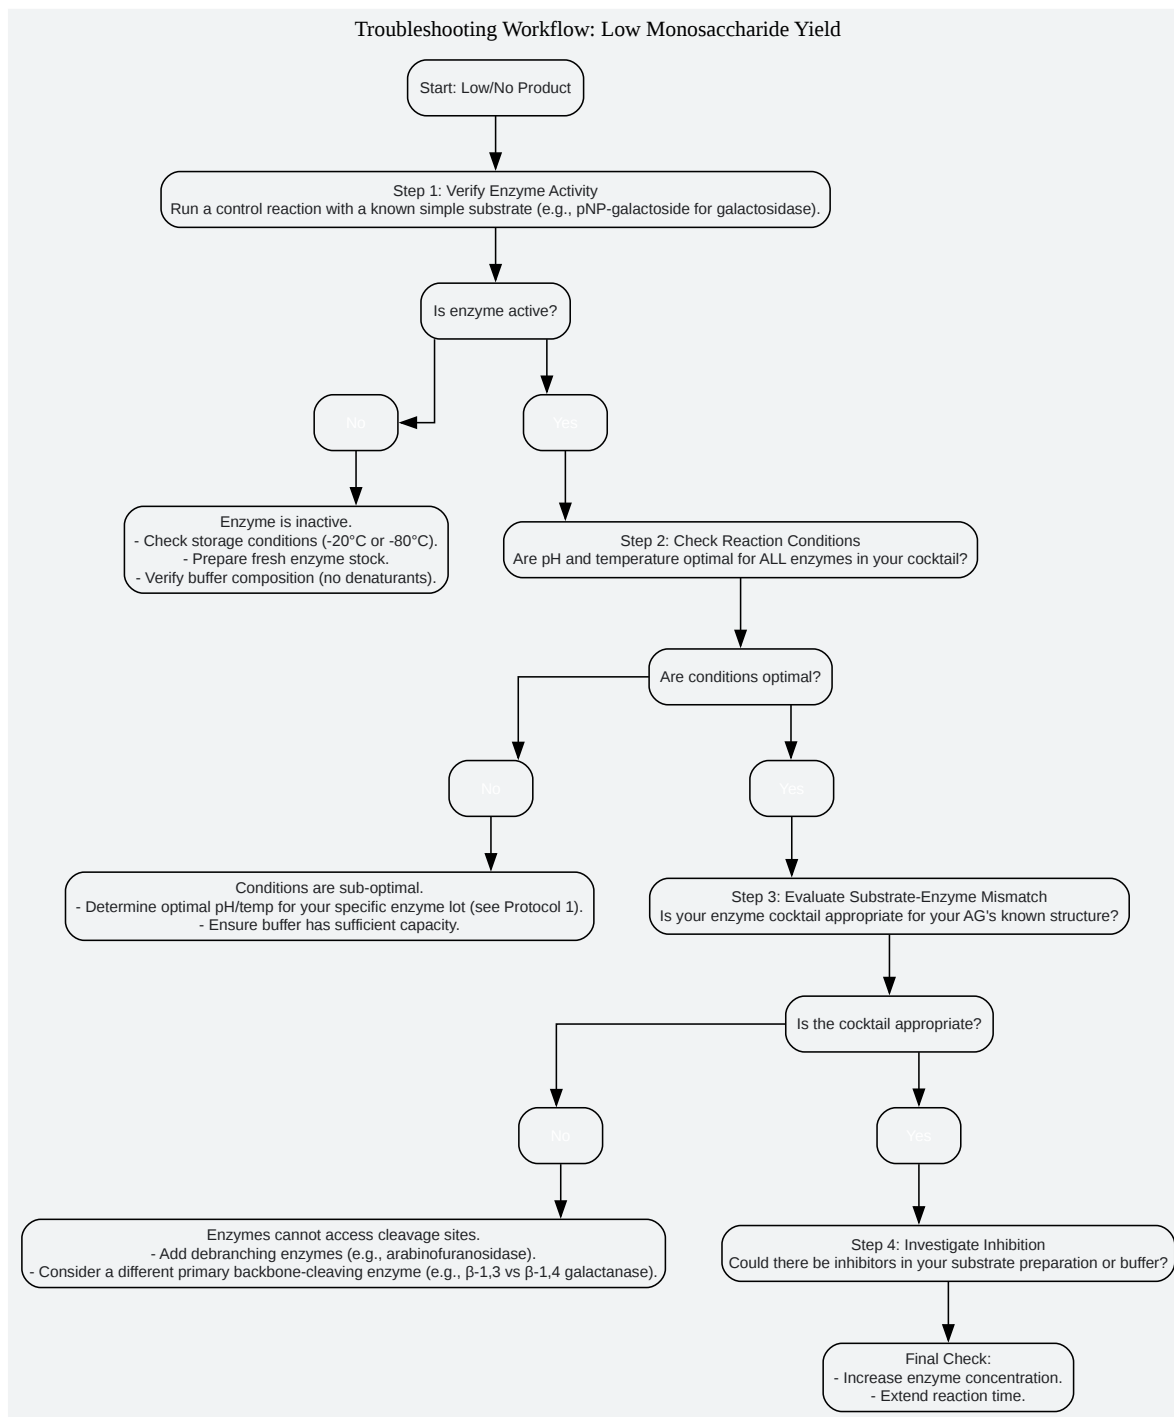 Troubleshooting Workflow: Low Monosaccharide Yield
Start: Low/No Product
Step 1: Verify Enzyme Activity
Run a control reaction with a known simple substrate (e.g., pNP-galactoside for galactosidase).
Is enzyme active?
No
Yes
Enzyme is inactive.
- Check storage conditions (-20°C or -80°C).
- Prepare fresh enzyme stock.
- Verify buffer composition (no denaturants).
Step 2: Check Reaction Conditions
Are pH and temperature optimal for ALL enzymes in your cocktail?
Are conditions optimal?
No
Yes
Conditions are sub-optimal.
- Determine optimal pH/temp for your specific enzyme lot (see Protocol 1).
- Ensure buffer has sufficient capacity.
Step 3: Evaluate Substrate-Enzyme Mismatch
Is your enzyme cocktail appropriate for your AG's known structure?
Is the cocktail appropriate?
No
Yes
Enzymes cannot access cleavage sites.
- Add debranching enzymes (e.g., arabinofuranosidase).
- Consider a different primary backbone-cleaving enzyme (e.g., β-1,3 vs β-1,4 galactanase).
Step 4: Investigate Inhibition
Could there be inhibitors in your substrate preparation or buffer?
Final Check:
- Increase enzyme concentration.
- Extend reaction time.